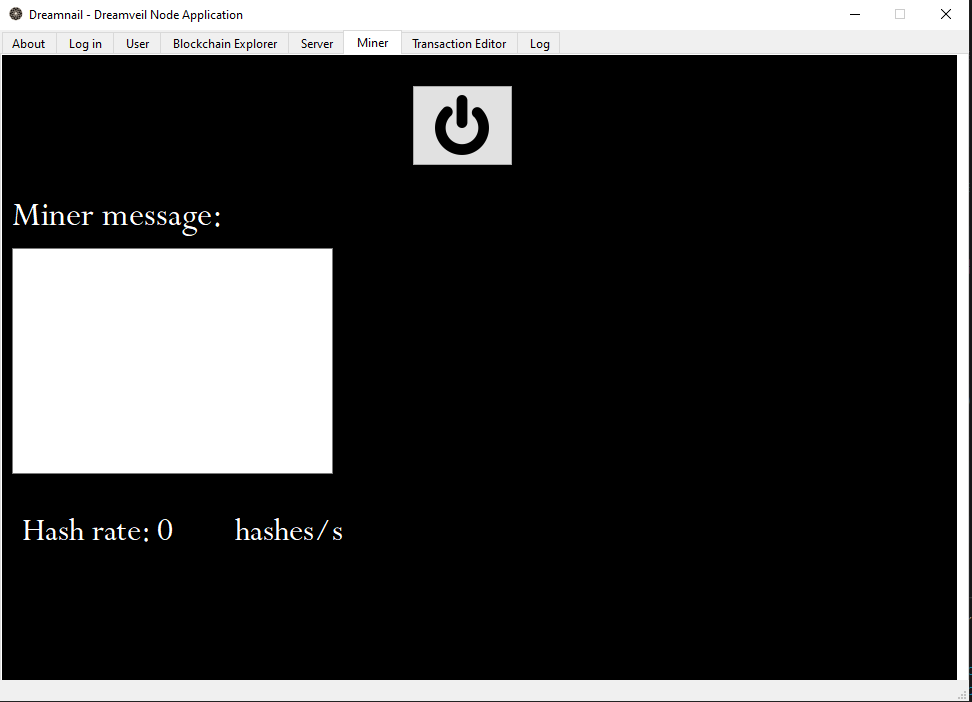 Dreamnail - Dreamveil Node Application
About Log in User Blockchain Explorer Server Miner Transaction Editor Log
Miner message:
Hash rate: 0 hashes/s